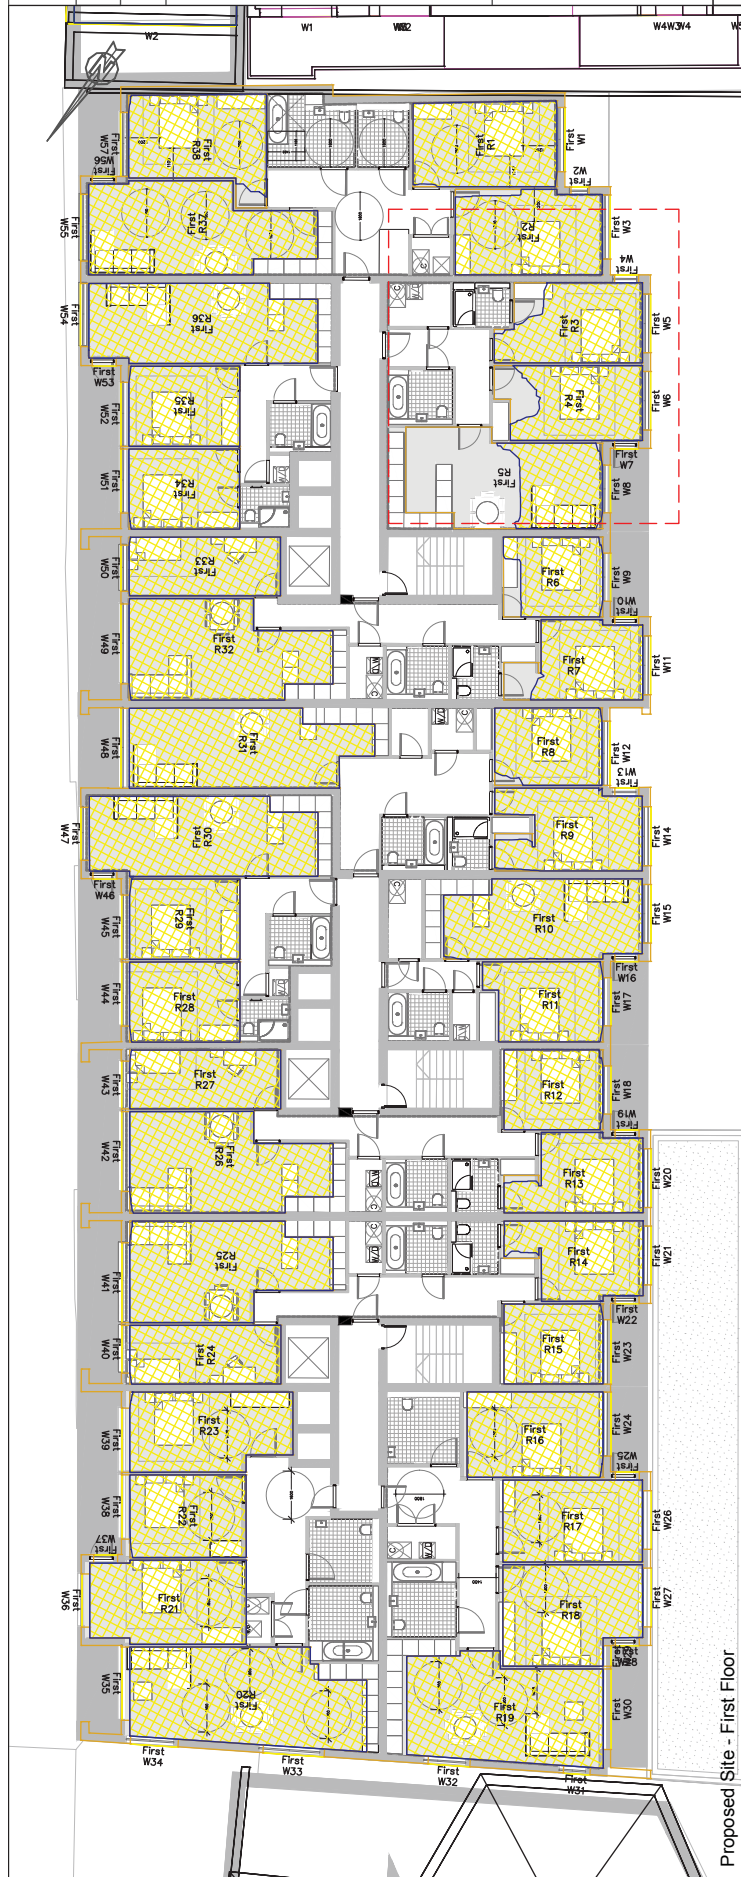 W2
W1
W4
W3
W4
First
W57
First
W56
First
R38
First
R1
First
W1
First
W2
First
W55
First
R37
First
R2
First
W3
First
W4
First
W54
First
R36
First
R3
First
W5
First
W53
First
W52
First
R35
First
R4
First
W6
First
W7
First
W51
First
R34
First
R5
First
W8
First
W50
First
R33
First
R6
First
W9
First
W10
First
W49
First
R32
First
R7
First
W11
First
W48
First
R31
First
R8
First
W12
First
W13
First
W47
First
R30
First
R9
First
W14
First
W46
First
W45
First
R29
First
R10
First
W15
First
W16
First
W44
First
R28
First
R11
First
W17
First
W43
First
R27
First
R12
First
W18
First
W19
First
W42
First
R26
First
R13
First
W20
First
W41
First
R25
First
R14
First
W21
First
W22
First
W40
First
R24
First
R15
First
W23
First
W39
First
R23
First
R16
First
W24
First
W25
First
W38
First
R22
First
R17
First
W26
First
W37
First
W36
First
R21
First
R18
First
W27
First
W35
First
R20
First
R19
First
W30
First
W34
First
W33
First
W32
First
W31
Proposed Site - First Floor